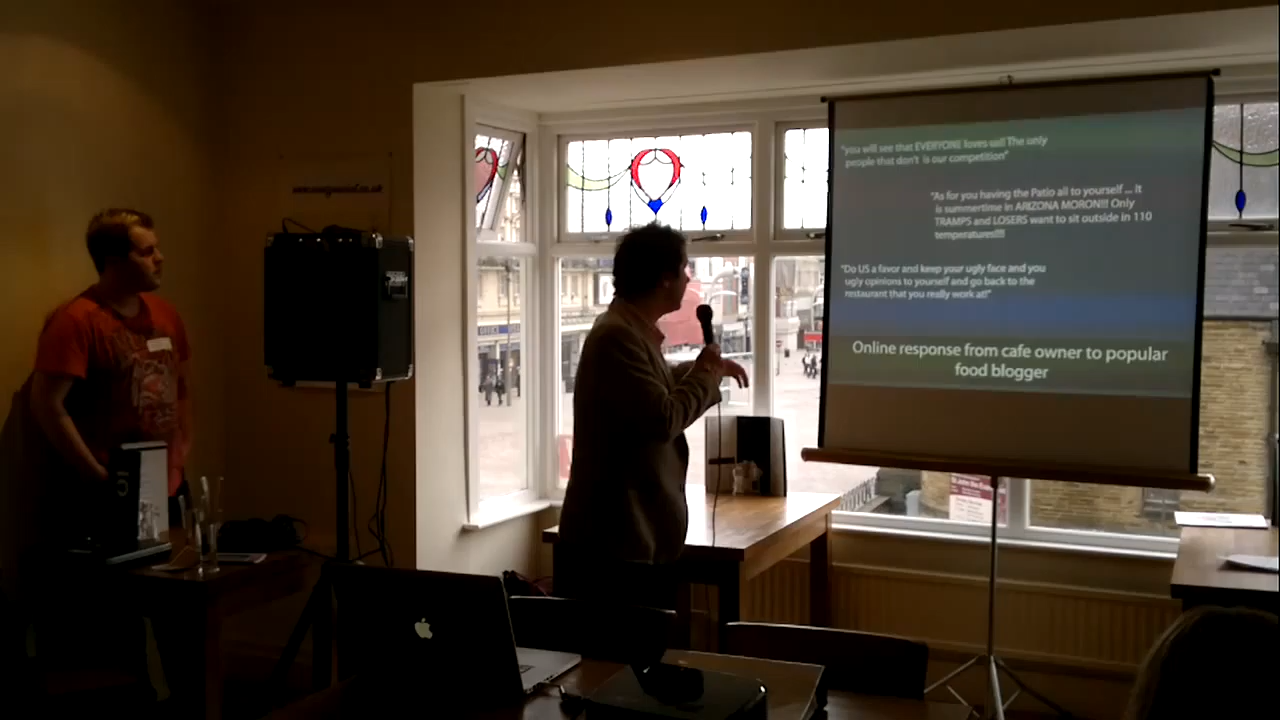 "you will see that EVERYONE loves us!! The only
people that don't is our competition"
"As for you having the Patio all to yourself ... It
is summertime in ARIZONA MORON!!! Only
TRAMPS and LOSERS want to sit outside in 110
temperatures!!!!
"Do US a favor and keep your ugly face and you
ugly opinions to yourself and go back to the
restaurant that you really work at!"
Online response from cafe owner to popular
food blogger